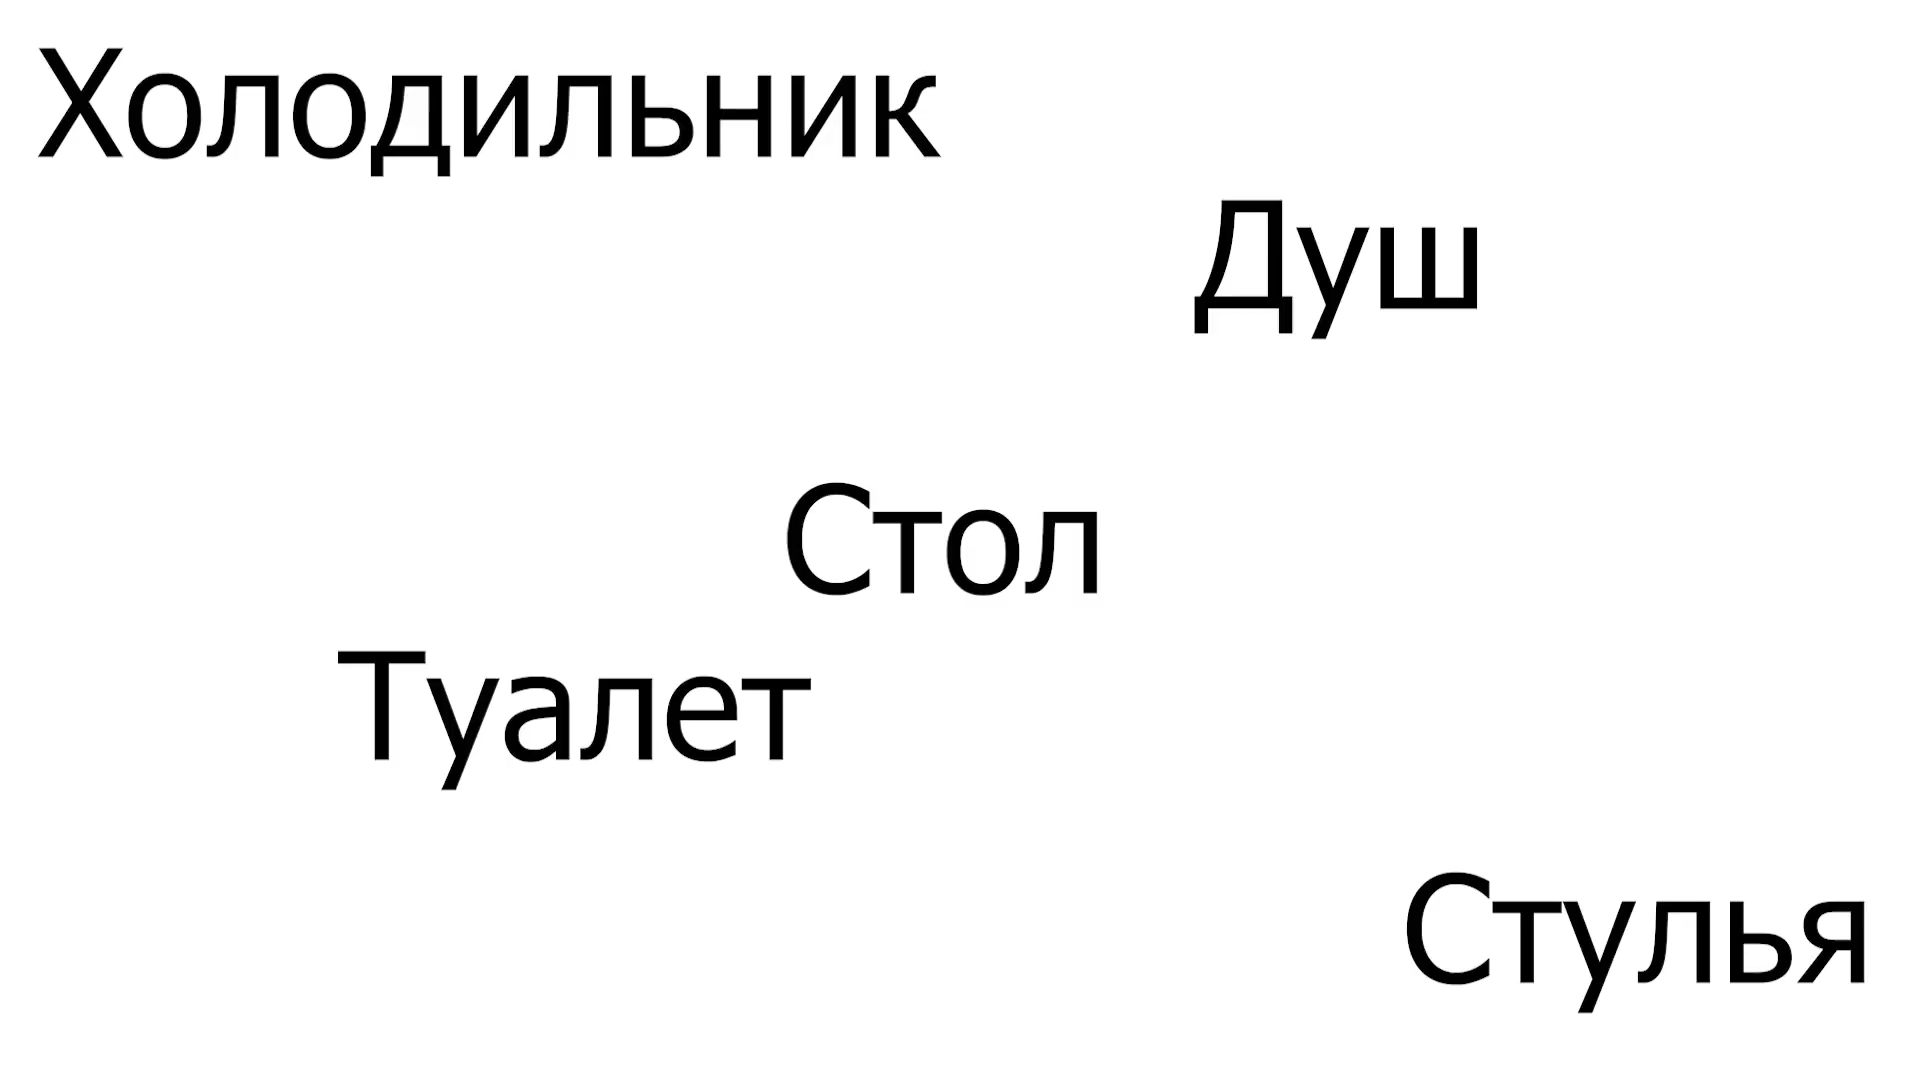 Холодильник
Душ
Стол
Туалет
Стулья